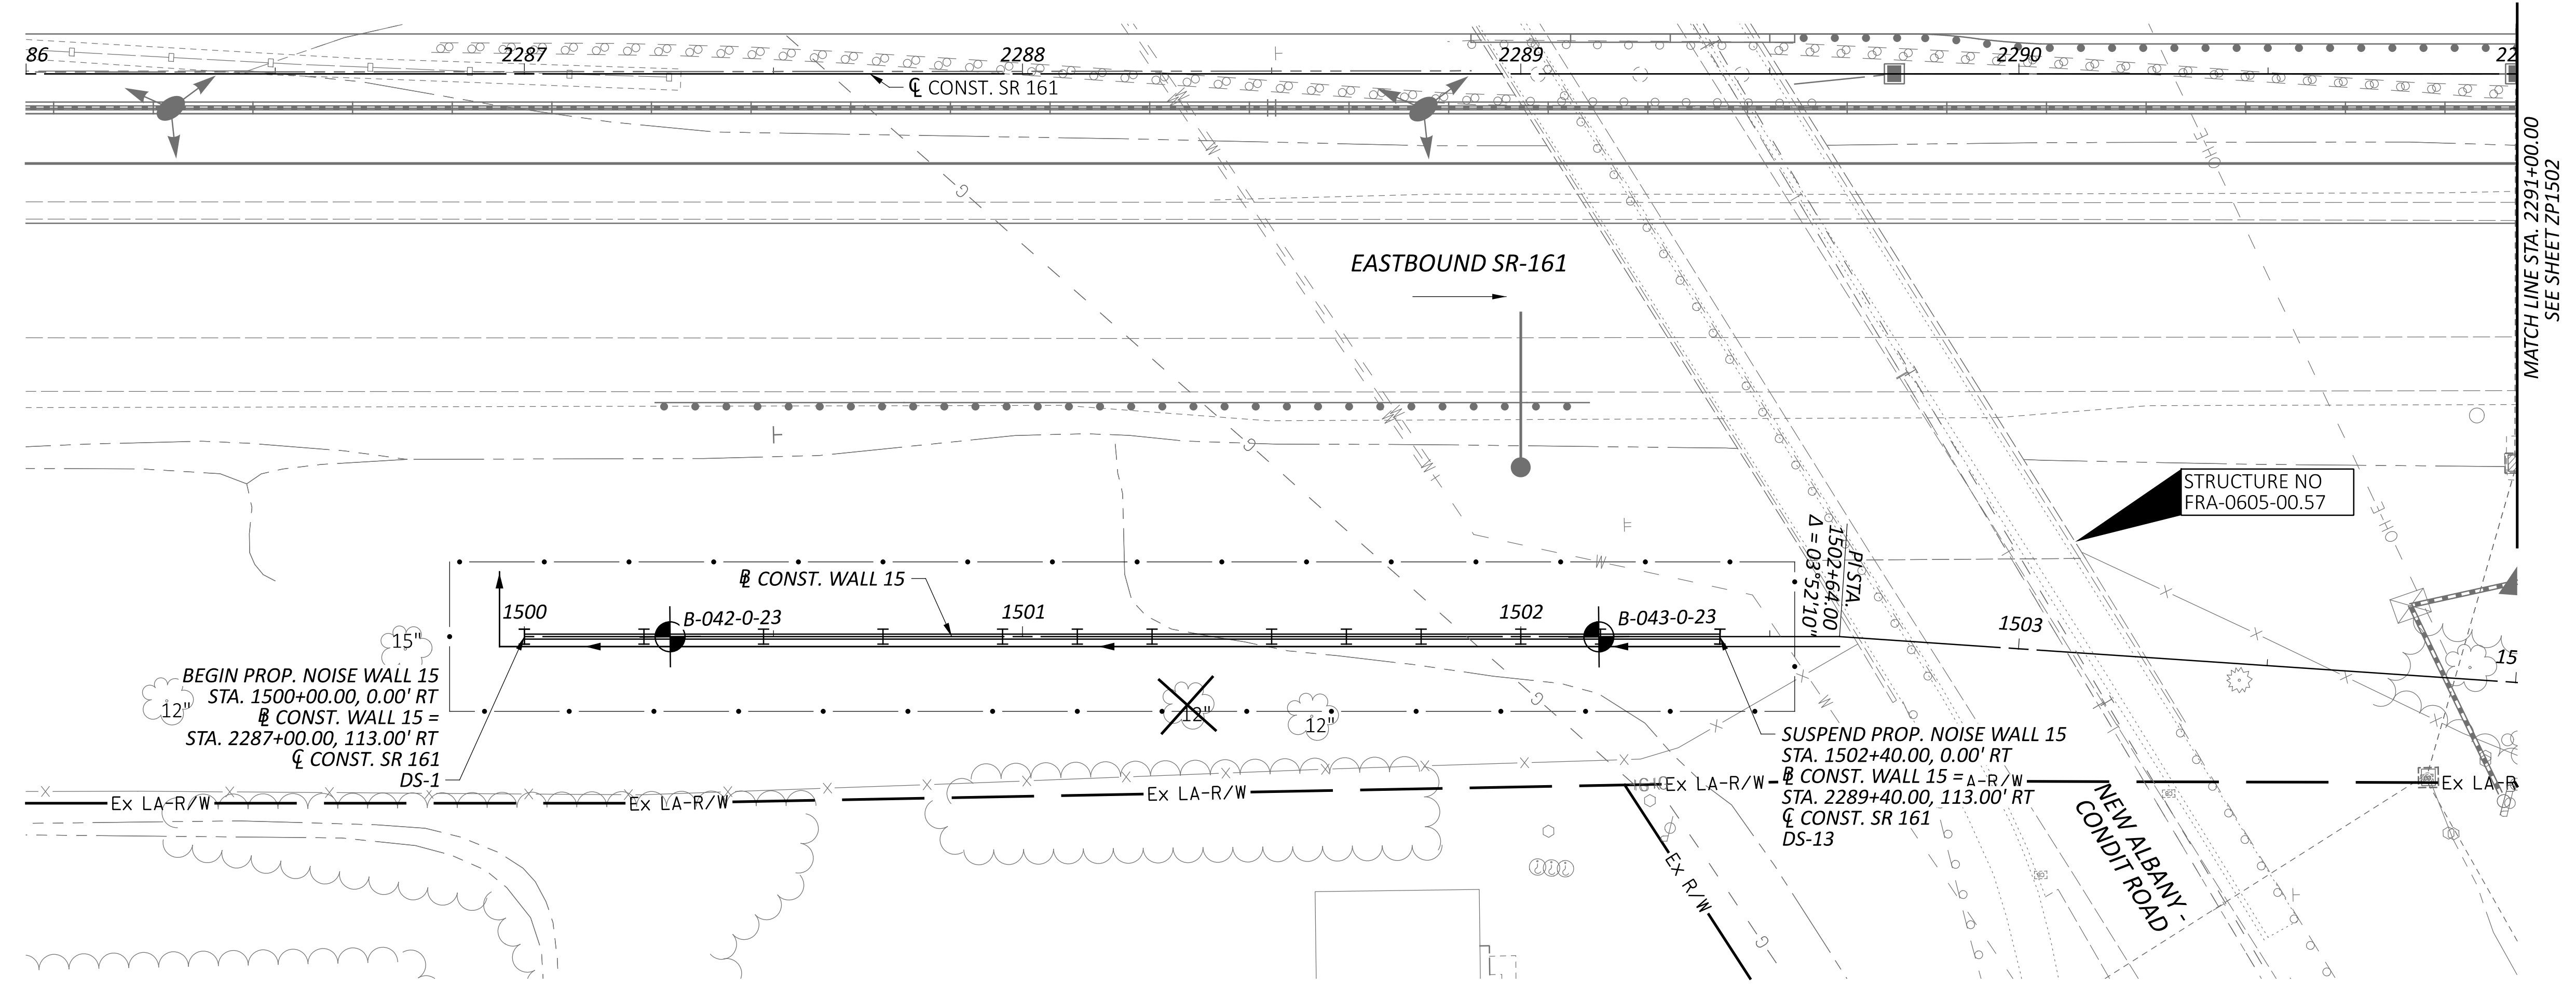 86
2287
2288
2289
2290
22
℄ CONST. SR 161
MATCH LINE STA. 2291+00.00
SEE SHEET ZP1502
W
W
G
OHE
EASTBOUND SR-161
W
G
W
OHE
STRUCTURE NO
FRA-0605-00.57
PI STA.
1502+64.00
Δ = 03°52'10"
W
BL CONST. WALL 15
1500
1501
1502
1503
15
B-042-0-23
B-043-0-23
15"
12"
12"
12"
G
W
BEGIN PROP. NOISE WALL 15
STA. 1500+00.00, 0.00' RT
BL CONST. WALL 15 =
STA. 2287+00.00, 113.00' RT
℄ CONST. SR 161
DS-1
SUSPEND PROP. NOISE WALL 15
STA. 1502+40.00, 0.00' RT
BL CONST. WALL 15 =
STA. 2289+40.00, 113.00' RT
℄ CONST. SR 161
DS-13
Ex LA-R/W
Ex LA-R/W
Ex LA-R/W
Ex LA-R/W
A-R/W
Ex LA-R
Ex R/W
G
NEW ALBANY -
CONDIT ROAD